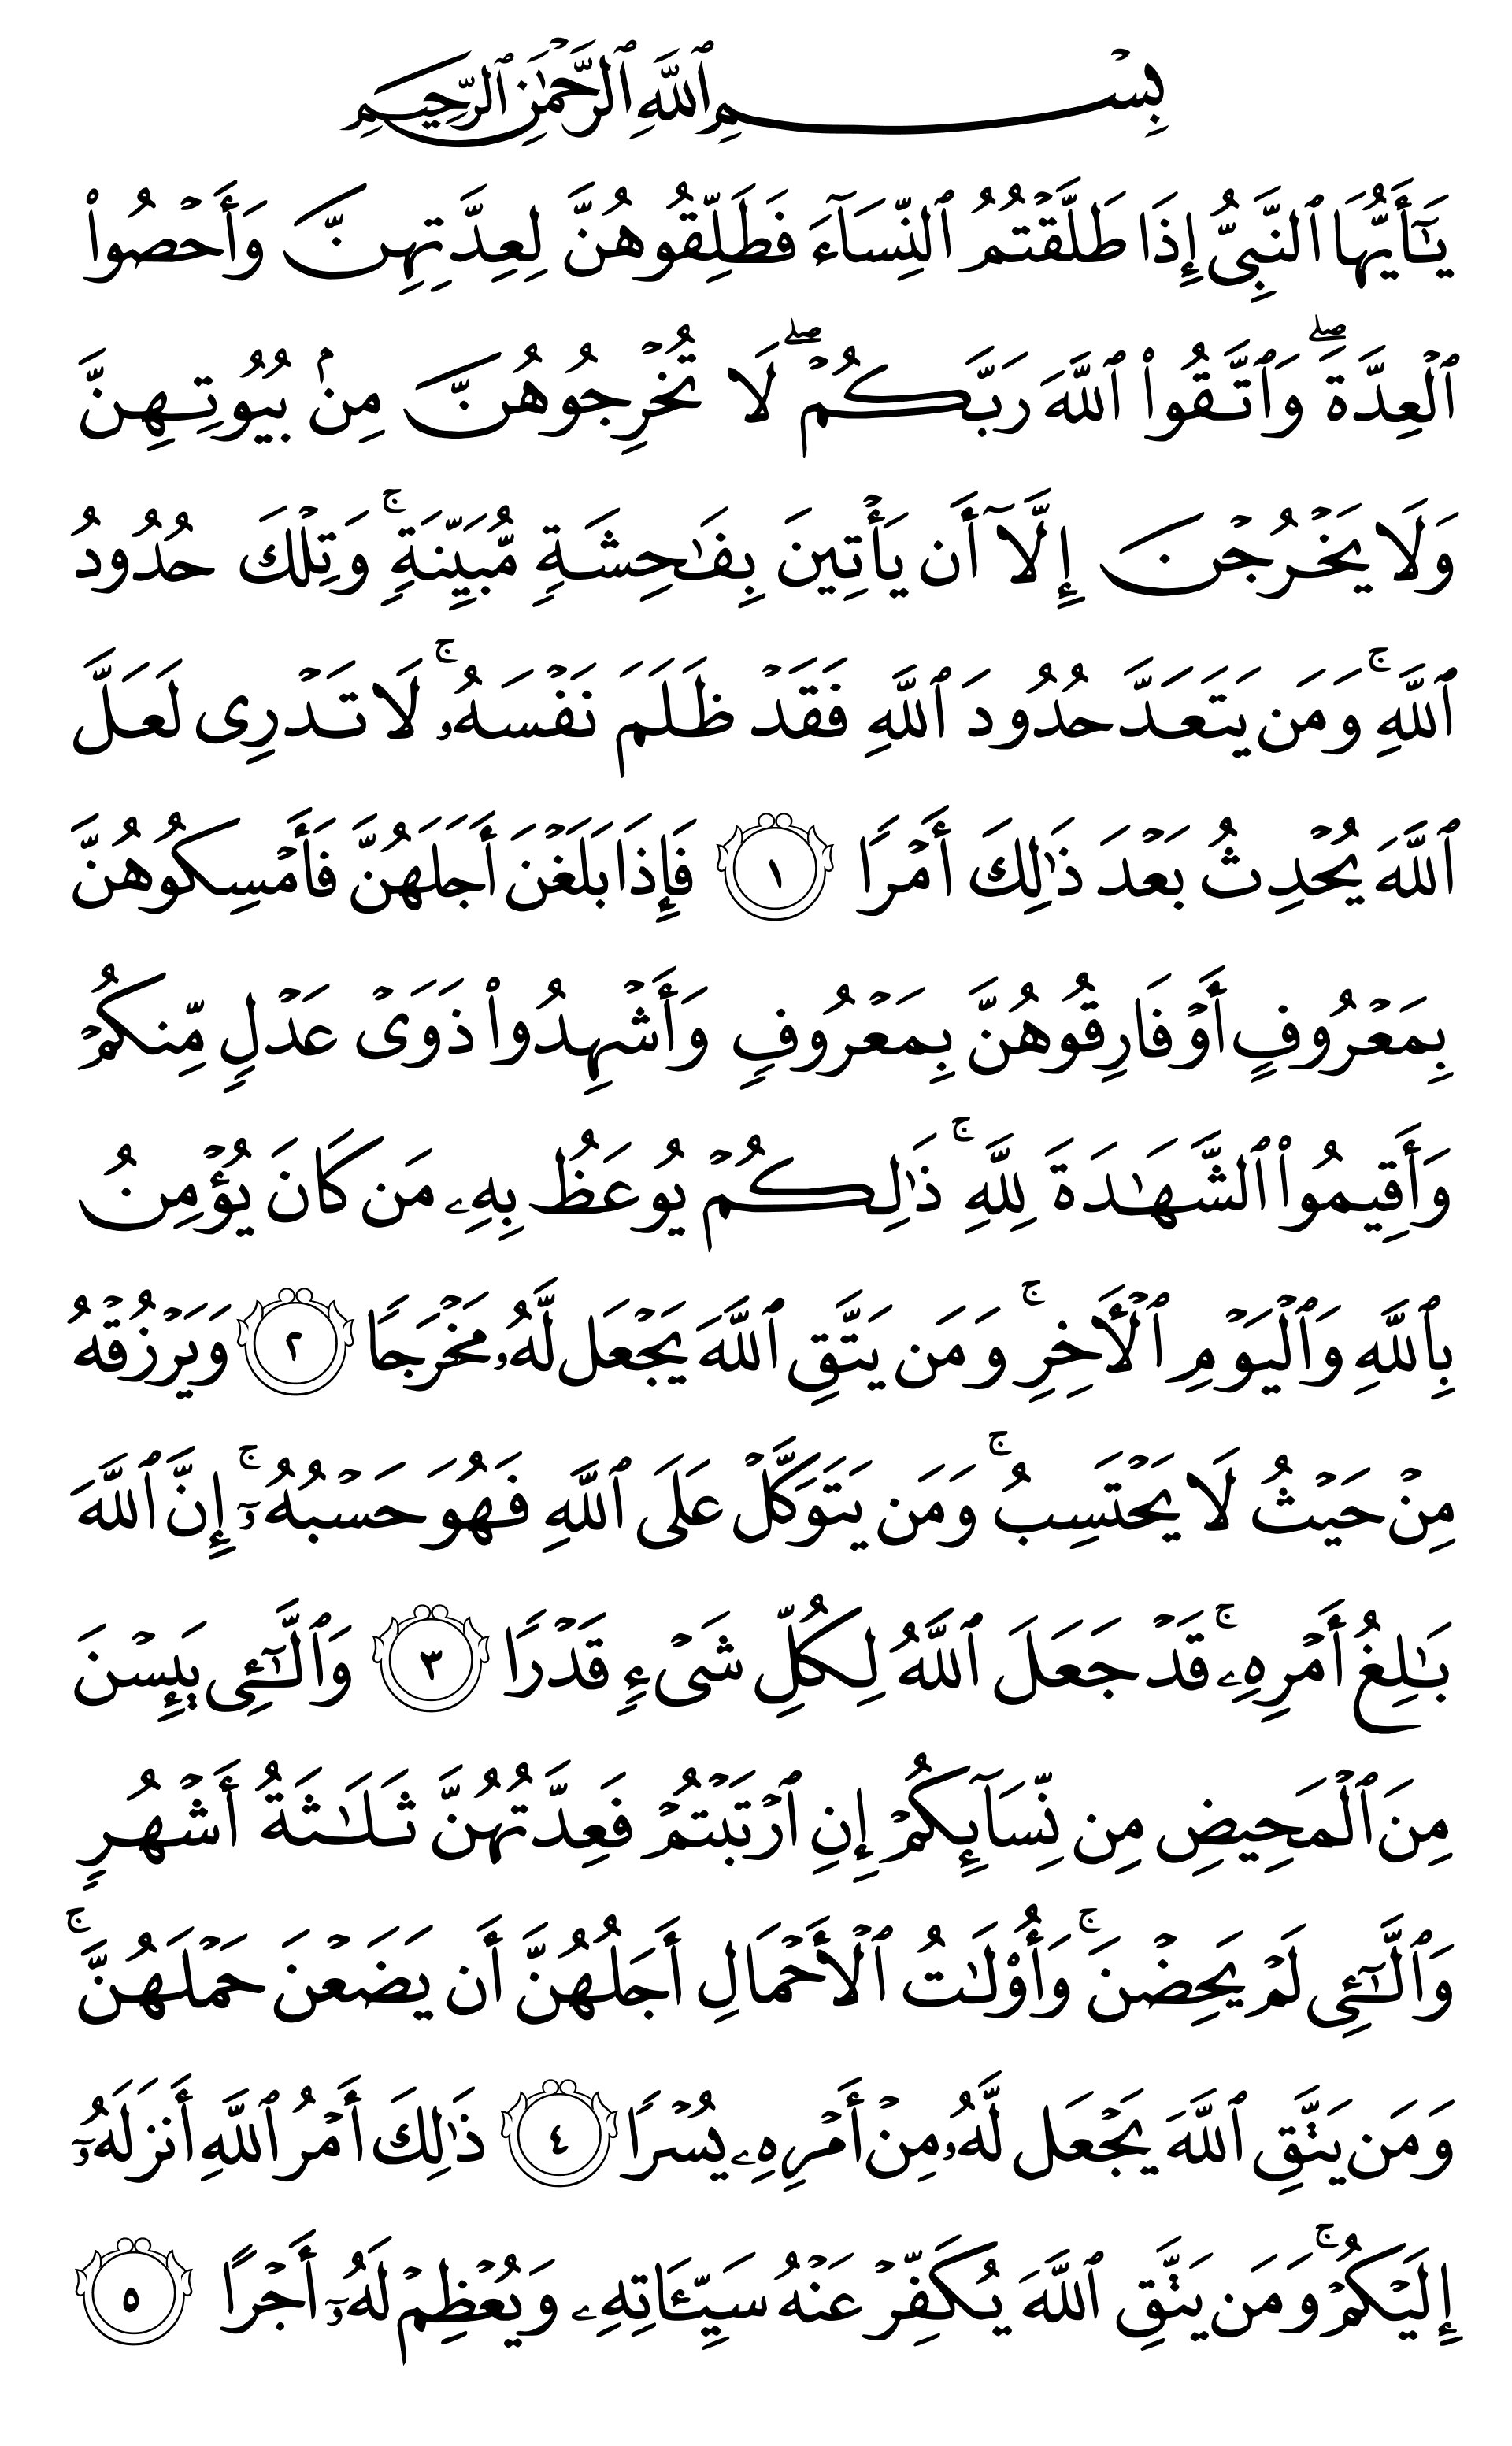 بِسْمِ ٱللَّهِ ٱلرَّحْمَٰنِ ٱلرَّحِيمِ
يَٰٓأَيُّهَا ٱلنَّبِىُّ إِذَا طَلَّقْتُمُ ٱلنِّسَآءَ فَطَلِّقُوهُنَّ لِعِدَّتِهِنَّ وَأَحْصُوا۟
ٱلْعِدَّةَ ۖ وَٱتَّقُوا۟ ٱللَّهَ رَبَّكُمْ ۖ لَا تُخْرِجُوهُنَّ مِنۢ بُيُوتِهِنَّ
وَلَا يَخْرُجْنَ إِلَّآ أَن يَأْتِينَ بِفَٰحِشَةٍ مُّبَيِّنَةٍ ۚ وَتِلْكَ حُدُودُ
ٱللَّهِ ۚ وَمَن يَتَعَدَّ حُدُودَ ٱللَّهِ فَقَدْ ظَلَمَ نَفْسَهُۥ ۚ لَا تَدْرِى لَعَلَّ
ٱللَّهَ يُحْدِثُ بَعْدَ ذَٰلِكَ أَمْرًا ١ فَإِذَا بَلَغْنَ أَجَلَهُنَّ فَأَمْسِكُوهُنَّ
بِمَعْرُوفٍ أَوْ فَارِقُوهُنَّ بِمَعْرُوفٍ وَأَشْهِدُوا۟ ذَوَىْ عَدْلٍ مِّنكُمْ
وَأَقِيمُوا۟ ٱلشَّهَٰدَةَ لِلَّهِ ۚ ذَٰلِكُمْ يُوعَظُ بِهِۦ مَن كَانَ يُؤْمِنُ
بِٱللَّهِ وَٱلْيَوْمِ ٱلْءَاخِرِ ۚ وَمَن يَتَّقِ ٱللَّهَ يَجْعَل لَّهُۥ مَخْرَجًا ٢ وَيَرْزُقْهُ
مِنْ حَيْثُ لَا يَحْتَسِبُ ۚ وَمَن يَتَوَكَّلْ عَلَى ٱللَّهِ فَهُوَ حَسْبُهُۥٓ ۚ إِنَّ ٱللَّهَ
بَٰلِغُ أَمْرِهِۦ ۚ قَدْ جَعَلَ ٱللَّهُ لِكُلِّ شَىْءٍ قَدْرًا ٣ وَٱلَّٰٓـِٔى يَئِسْنَ
مِنَ ٱلْمَحِيضِ مِن نِّسَآئِكُمْ إِنِ ٱرْتَبْتُمْ فَعِدَّتُهُنَّ ثَلَٰثَةُ أَشْهُرٍ
وَٱلَّٰٓـِٔى لَمْ يَحِضْنَ ۚ وَأُو۟لَٰتُ ٱلْأَحْمَالِ أَجَلُهُنَّ أَن يَضَعْنَ حَمْلَهُنَّ ۚ
وَمَن يَتَّقِ ٱللَّهَ يَجْعَل لَّهُۥ مِنْ أَمْرِهِۦ يُسْرًا ٤ ذَٰلِكَ أَمْرُ ٱللَّهِ أَنزَلَهُۥٓ
إِلَيْكُمْ ۚ وَمَن يَتَّقِ ٱللَّهَ يُكَفِّرْ عَنْهُ سَيِّـَٔاتِهِۦ وَيُعْظِمْ لَهُۥٓ أَجْرًا ٥